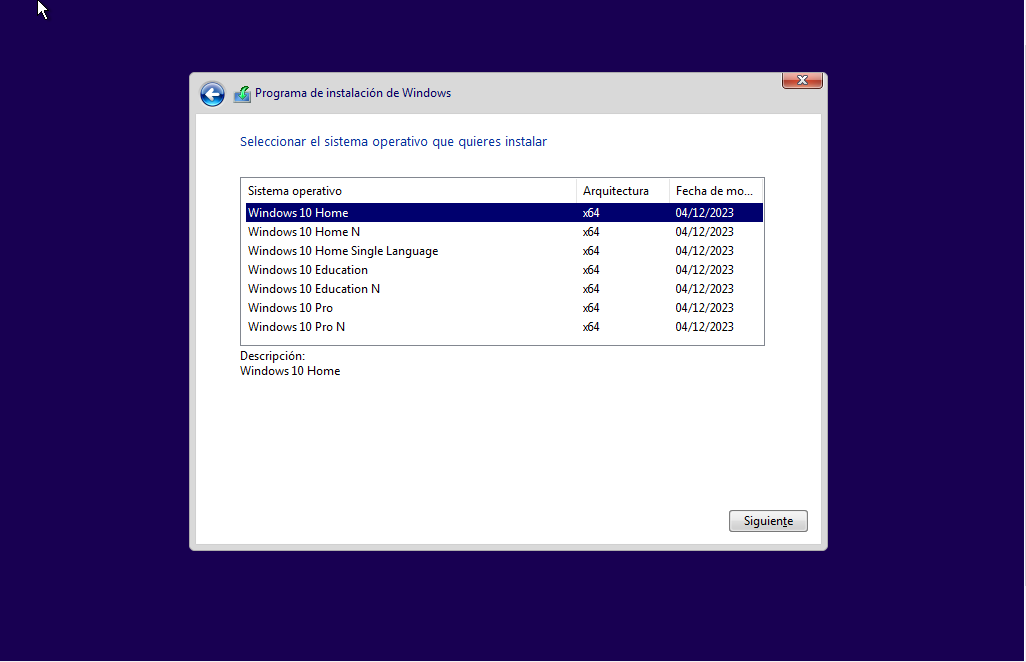 Programa de instalación de Windows
Seleccionar el sistema operativo que quieres instalar
Sistema operativo Arquitectura Fecha de mo...
Windows 10 Home x64 04/12/2023
Windows 10 Home N x64 04/12/2023
Windows 10 Home Single Language x64 04/12/2023
Windows 10 Education x64 04/12/2023
Windows 10 Education N x64 04/12/2023
Windows 10 Pro x64 04/12/2023
Windows 10 Pro N x64 04/12/2023
Descripción:
Windows 10 Home
Siguiente